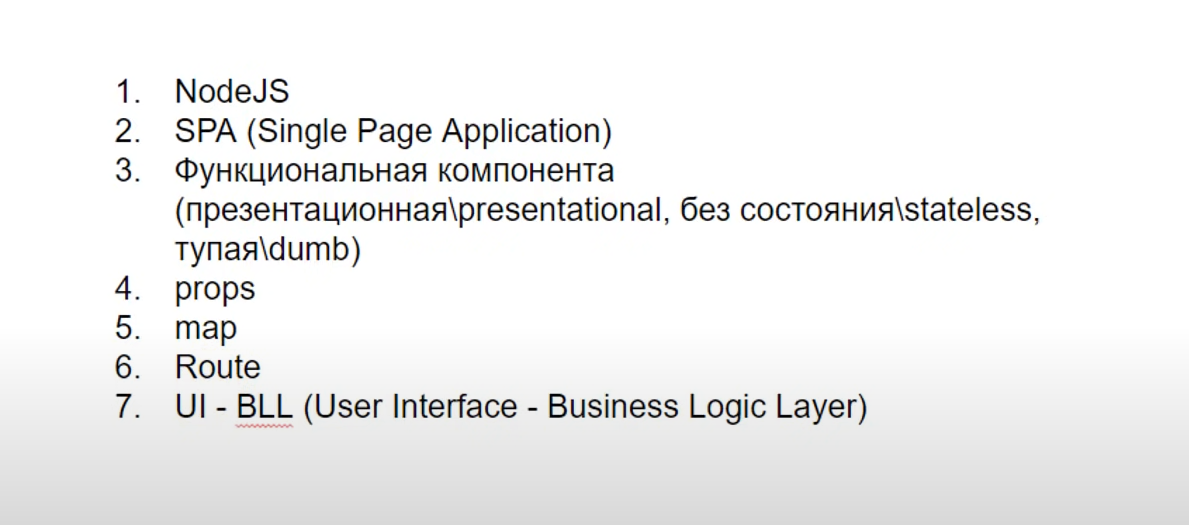 1. NodeJS
2. SPA (Single Page Application)
3. Функциональная компонента
(презентационная\presentational, без состояния\stateless,
тупая\dumb)
4. props
5. map
6. Route
7. UI - BLL (User Interface - Business Logic Layer)